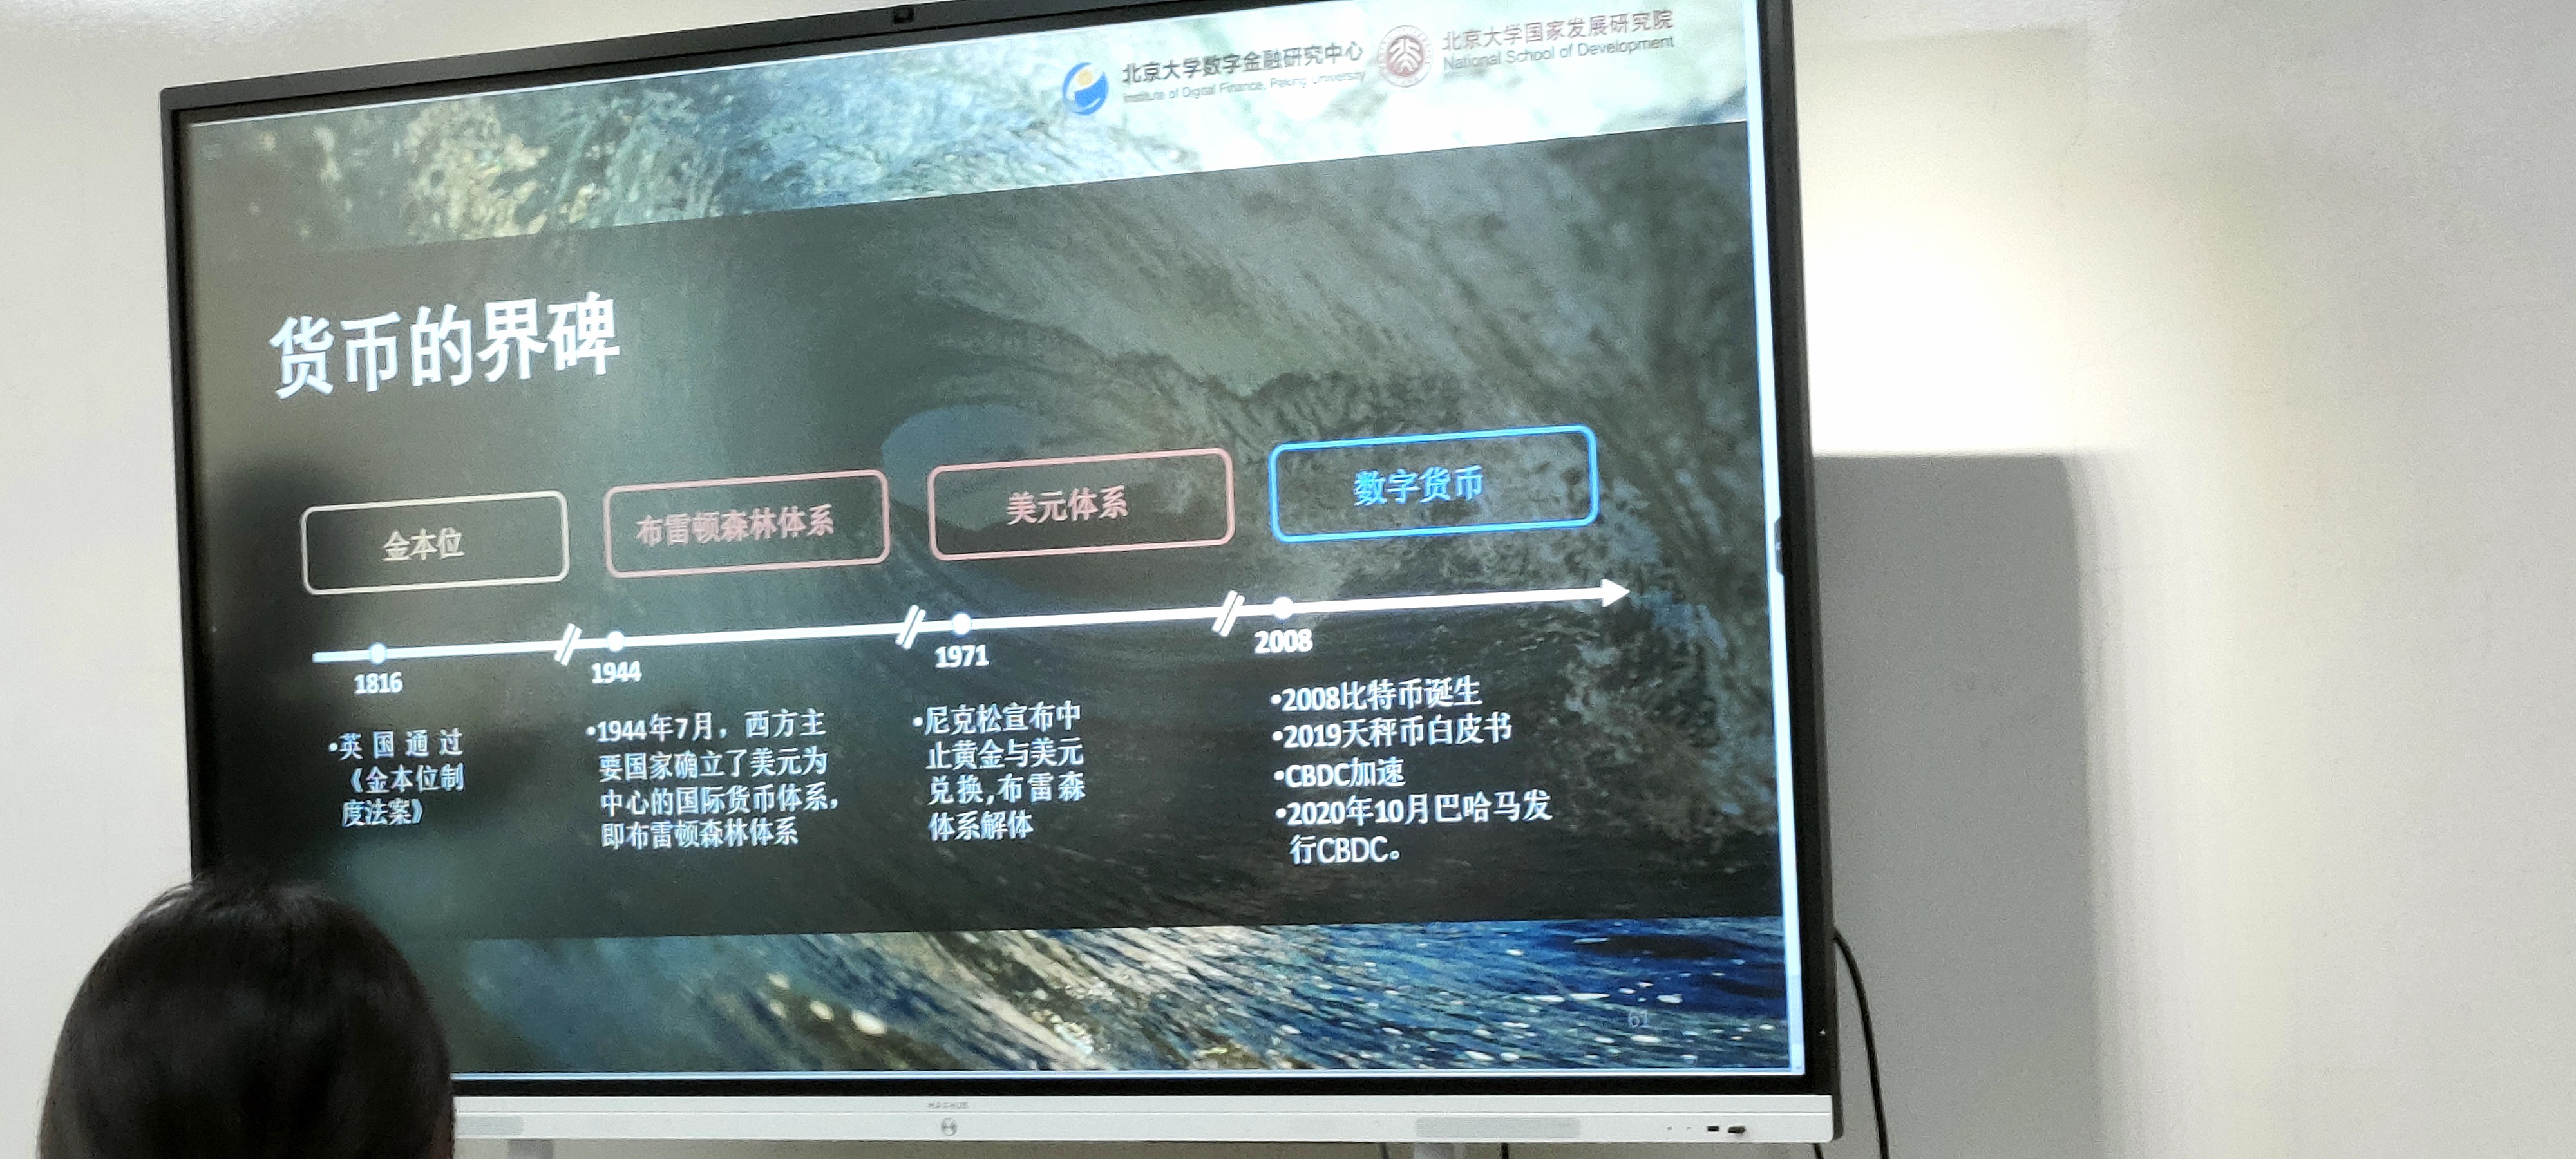 北京大学数字金融研究中心
Institute of Digital Finance, Peking University
北京大学国家发展研究院
National School of Development
货币的界碑
金本位
布雷顿森林体系
美元体系
数字货币
1816
1944
1971
2008
•英国通过
《金本位制
度法案》
•1944年7月，西方主
要国家确立了美元为
中心的国际货币体系，
即布雷顿森林体系
•尼克松宣布中
止黄金与美元
兑换,布雷森
体系解体
•2008比特币诞生
•2019天秤币白皮书
•CBDC加速
•2020年10月巴哈马发
行CBDC。
61